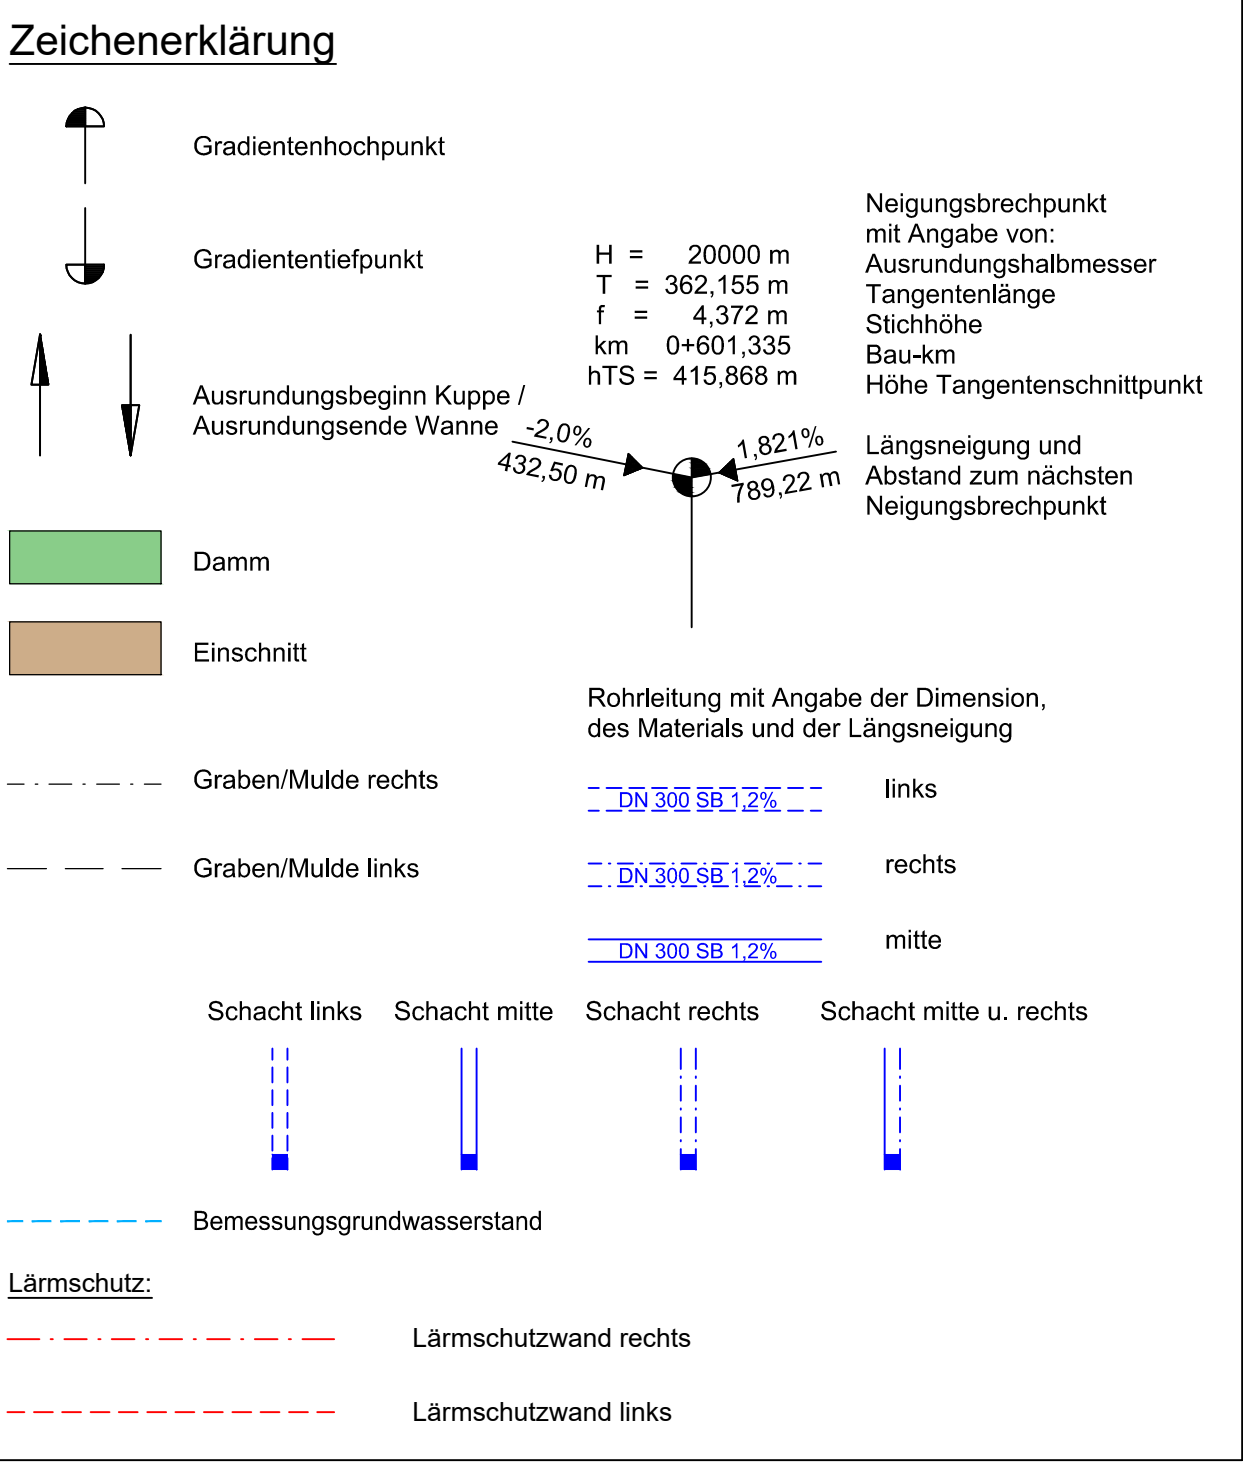 Zeichenerklärung
Gradientenhochpunkt
Gradiententiefpunkt
Ausrundungsbeginn Kuppe /
Ausrundungsende Wanne
H = 20000 m
T = 362,155 m
f = 4,372 m
km 0+601,335
hTS = 415,868 m
Neigungsbrechpunkt
mit Angabe von:
Ausrundungshalbmesser
Tangentenlänge
Stichhöhe
Bau-km
Höhe Tangentenschnittpunkt
-2,0%
432,50 m
1,821%
789,22 m
Längsneigung und
Abstand zum nächsten
Neigungsbrechpunkt
Damm
Einschnitt
Graben/Mulde rechts
Graben/Mulde links
Rohrleitung mit Angabe der Dimension,
des Materials und der Längsneigung
DN 300 SB 1,2%
links
DN 300 SB 1,2%
rechts
DN 300 SB 1,2%
mitte
Schacht links
Schacht mitte
Schacht rechts
Schacht mitte u. rechts
Bemessungsgrundwasserstand
Lärmschutz:
Lärmschutzwand rechts
Lärmschutzwand links